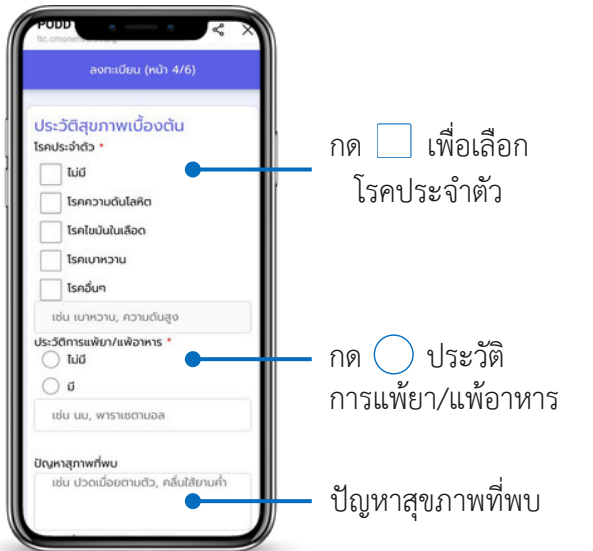 PODD
ลงทะเบียน (หน้า 4/6)
ประวัติสุขภาพเบื้องต้น
โรคประจำตัว *
ไม่มี
โรคความดันโลหิต
โรคไขมันในเลือด
โรคเบาหวาน
โรคอื่นๆ
เช่น เบาหวาน, ความดันสูง
ประวัติการแพ้ยา/แพ้อาหาร *
ไม่มี
มี
เช่น นม, พาราเซตามอล
ปัญหาสุภาพที่พบ
เช่น ปวดเมื่อยตามตัว, คลื่นไส้ยามค่ำ
กด เพื่อเลือก
โรคประจำตัว
กด ประวัติ
การแพ้ยา/แพ้อาหาร
ปัญหาสุขภาพที่พบ